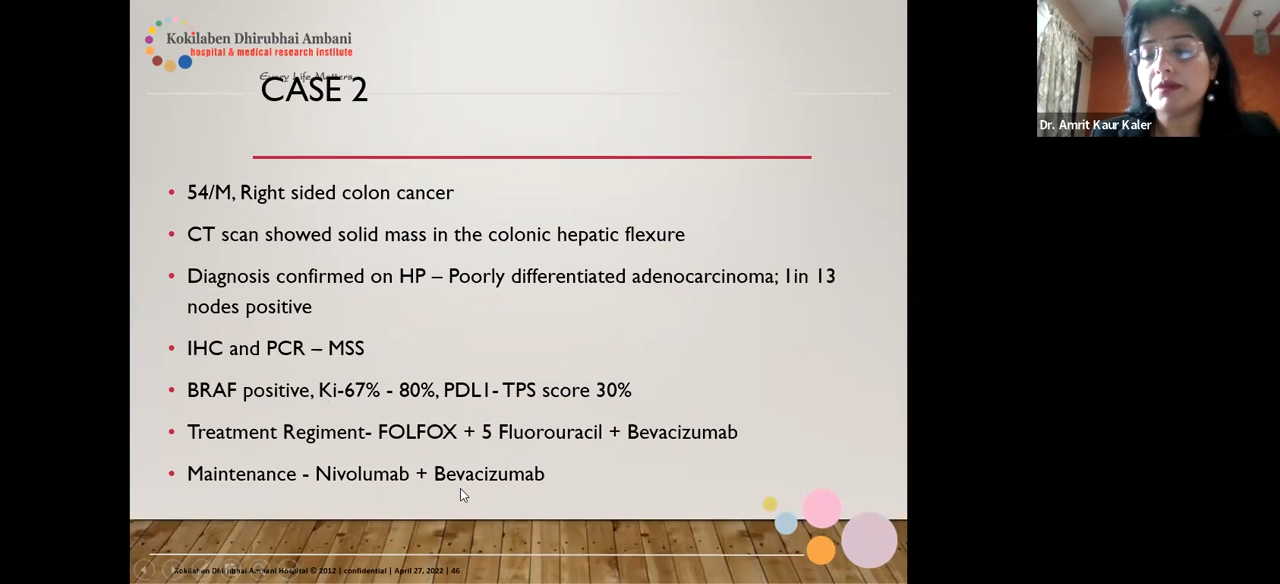 Kokilaben Dhirubhai Ambani
hospital & medical research institute
Every Life Matters
CASE 2
• 54/M, Right sided colon cancer
• CT scan showed solid mass in the colonic hepatic flexure
• Diagnosis confirmed on HP – Poorly differentiated adenocarcinoma; 1in 13
nodes positive
• IHC and PCR – MSS
• BRAF positive, Ki-67% - 80%, PDL1- TPS score 30%
• Treatment Regiment- FOLFOX + 5 Fluorouracil + Bevacizumab
• Maintenance - Nivolumab + Bevacizumab
Kokilaben Dhirubhai Ambani Hospital © 2012 | confidential | April 27, 2022 | 46
Dr. Amrit Kaur Kaler